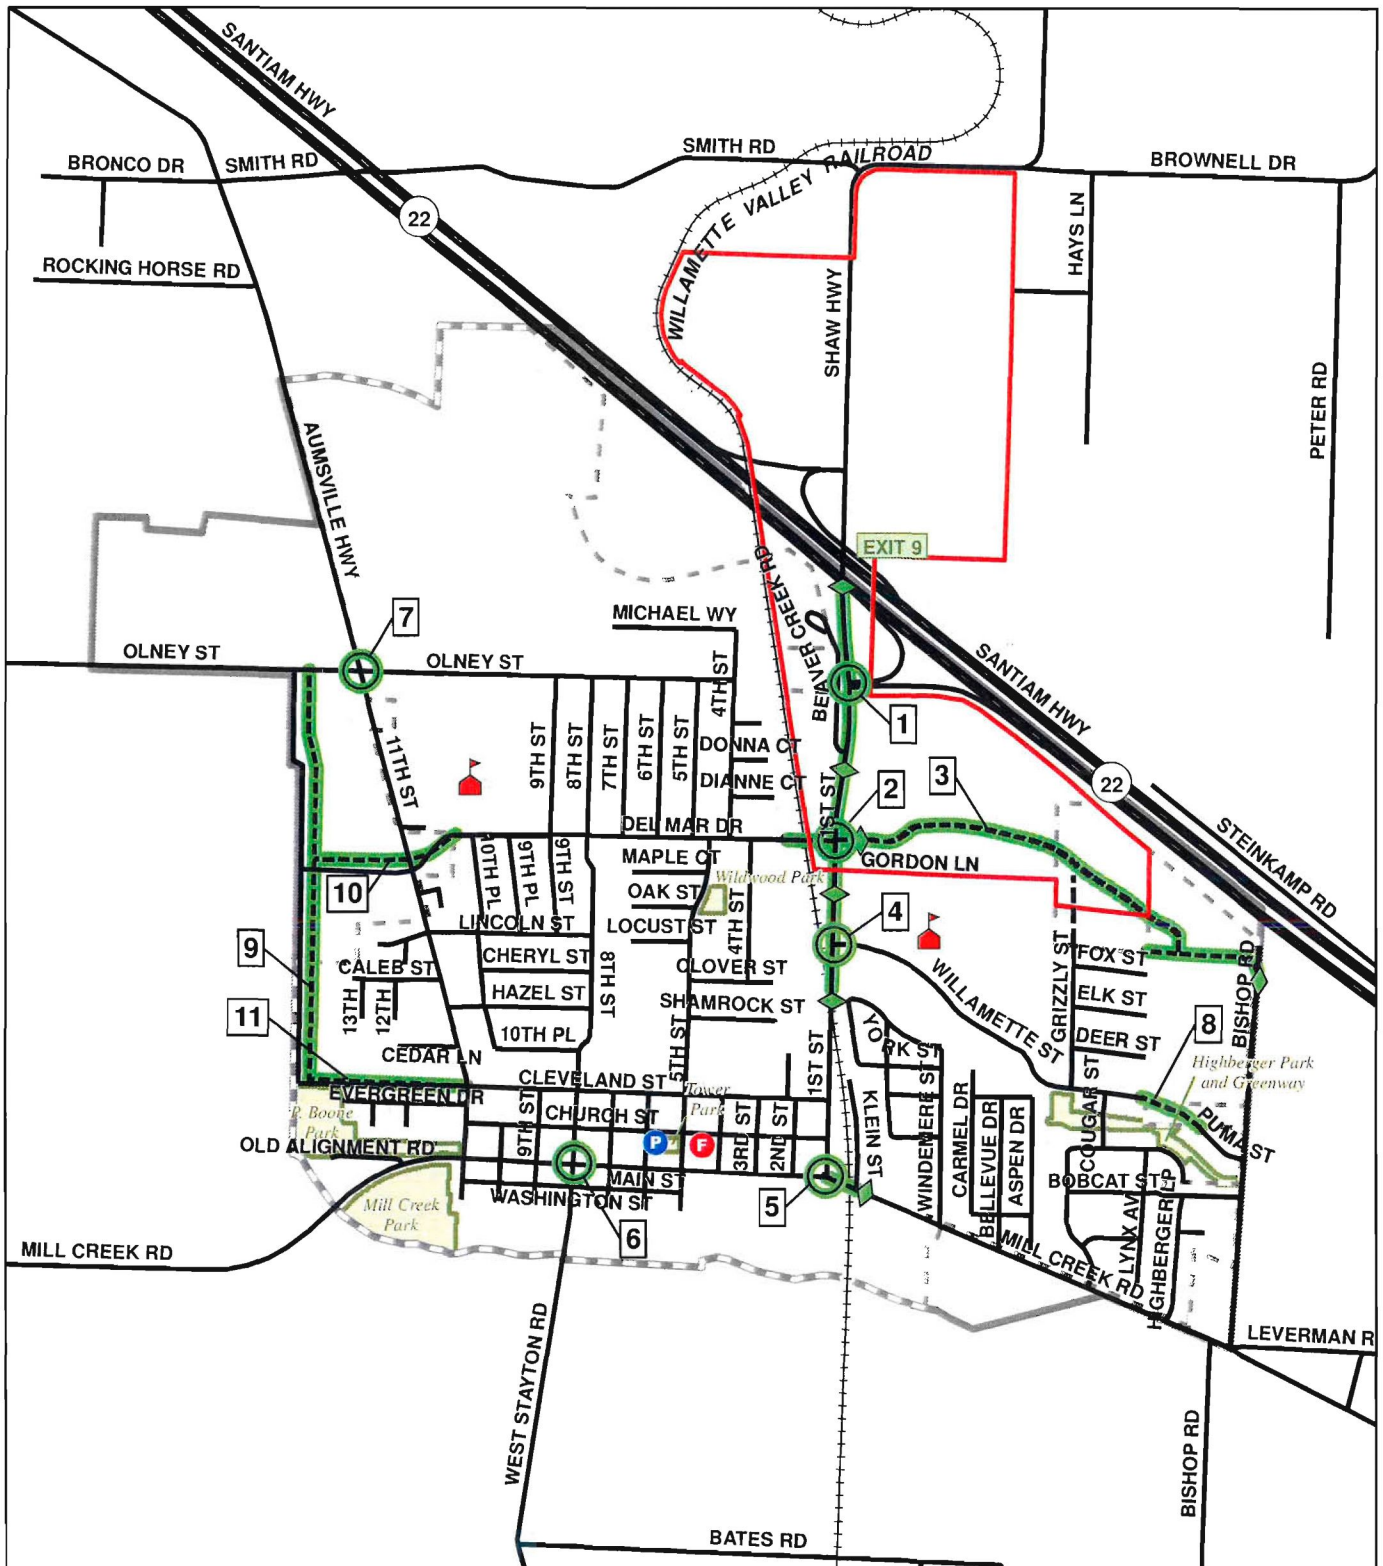 SANTIAM HWY
SMITH RD
RAILROAD
BRONCO DR
SMITH RD
BROWNELL DR
22
WILLAMETTE VALLEY
HAYS LN
ROCKING HORSE RD
SHAW HWY
PETER RD
AUMSVILLE HWY
EXIT 9
BEAVER CREEK RD
7
MICHAEL WY
OLNEY ST
OLNEY ST
SANTIAM HWY
4TH ST
1
11TH ST
9TH ST
8TH ST
7TH ST
6TH ST
5TH ST
DONNA CT
DIANNE CT
2
3
22
1ST ST
DEL MAR DR
STEINKAMP RD
MAPLE CT
GORDON LN
10TH PL
9TH PL
9TH ST
Wildwood Park
10
OAK ST
4
LINCOLN ST
LOCUST ST
4TH ST
9
CHERYL ST
8TH ST
CALEB ST
CLOVER ST
FOX ST
BISHOP RD
WILLAMETTE ST
GRIZZLY ST
HAZEL ST
ELK ST
13TH
12TH
SHAMROCK ST
11
8
10TH PL
YORK ST
DEER ST
CEDAR LN
5TH ST
1ST ST
Highberger Park
and Greenway
CLEVELAND ST
EVERGREEN DR
Tower
Park
KLEIN ST
WINDEMERE ST
CARMEL DR
BELLEVUE DR
ASPEN DR
COUGAR ST
PUMA ST
P. Boone
Park
CHURCH ST
9TH ST
3RD ST
2ND ST
P
F
OLD ALIGNMENT RD
MAIN ST
BOBCAT ST
WASHINGTON ST
5
LYNX AV
HIGHBERGER LP
Mill Creek
Park
6
MILL CREEK RD
MILL CREEK RD
LEVERMAN R
WEST STAYTON RD
BISHOP RD
BATES RD